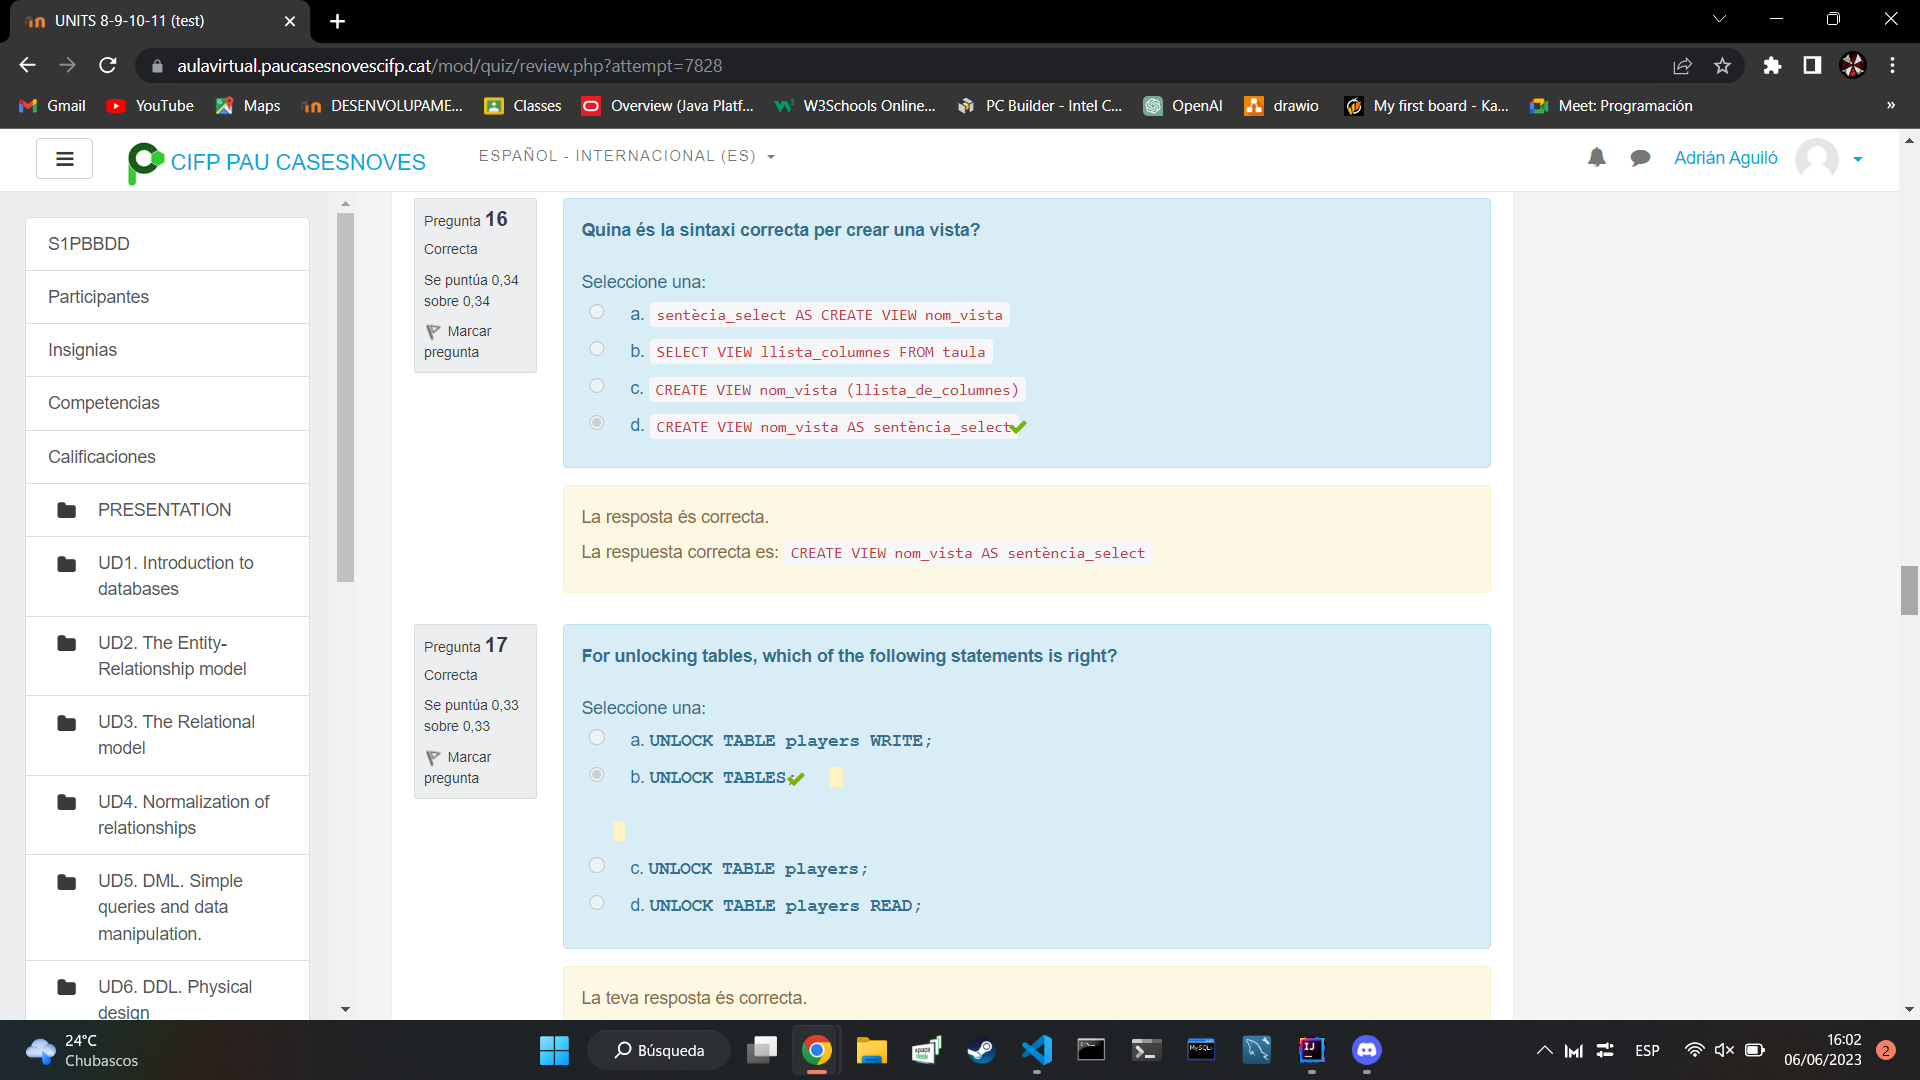 UNITS 8-9-10-11 (test)
aulavirtual.paucasesnovescifp.cat/mod/quiz/review.php?attempt=7828
Gmail YouTube Maps DESENVOLUPAME... Classes Overview (Java Platf... W3Schools Online... PC Builder - Intel C... OpenAI drawio My first board - Ka... Meet: Programación »
CIFP PAU CASESNOVES
ESPAÑOL - INTERNACIONAL (ES)
Adrián Aguiló
S1PBBDD
Participantes
Insignias
Competencias
Calificaciones
PRESENTATION
UD1. Introduction to
databases
UD2. The Entity-
Relationship model
UD3. The Relational
model
UD4. Normalization of
relationships
UD5. DML. Simple
queries and data
manipulation.
UD6. DDL. Physical
design
Pregunta 16
Correcta
Se puntúa 0,34
sobre 0,34
Marcar
pregunta
Quina és la sintaxi correcta per crear una vista?
Seleccione una:
a. sentècia_select AS CREATE VIEW nom_vista
b. SELECT VIEW llista_columnes FROM taula
c. CREATE VIEW nom_vista (llista_de_columnes)
d. CREATE VIEW nom_vista AS sentència_select
La resposta és correcta.
La respuesta correcta es: CREATE VIEW nom_vista AS sentència_select
Pregunta 17
Correcta
Se puntúa 0,33
sobre 0,33
Marcar
pregunta
For unlocking tables, which of the following statements is right?
Seleccione una:
a. UNLOCK TABLE players WRITE;
b. UNLOCK TABLES;
c. UNLOCK TABLE players;
d. UNLOCK TABLE players READ;
La teva resposta és correcta.
24°C
Chubascos
Búsqueda
space desk
MySQL
IJ
ESP
16:02
06/06/2023
2